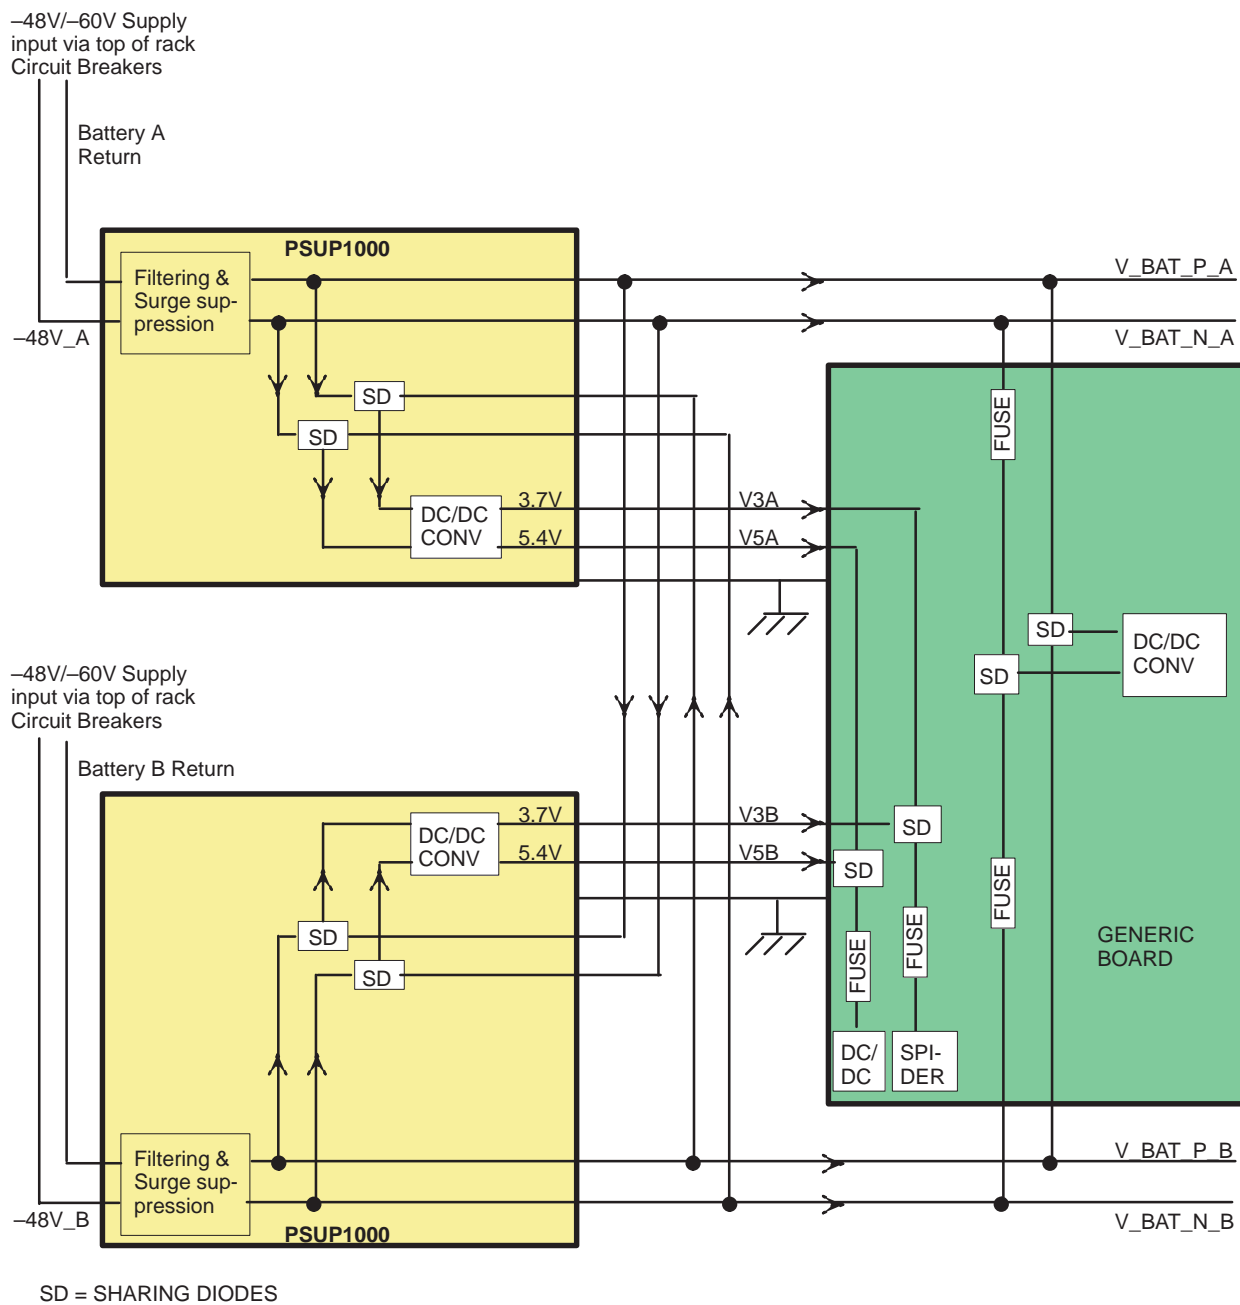 –48V/–60V Supply
input via top of rack
Circuit Breakers
Battery A
Return
PSUP1000
Filtering &
Surge sup-
pression
–48V_A
V_BAT_P_A
V_BAT_N_A
SD
SD
DC/DC
CONV
3.7V
5.4V
V3A
V5A
FUSE
SD
SD
DC/DC
CONV
–48V/–60V Supply
input via top of rack
Circuit Breakers
Battery B Return
DC/DC
CONV
3.7V
5.4V
V3B
V5B
SD
SD
SD
SD
FUSE
FUSE
FUSE
GENERIC
BOARD
DC/
DC
SPI-
DER
Filtering &
Surge sup-
pression
–48V_B
PSUP1000
V_BAT_P_B
V_BAT_N_B
SD = SHARING DIODES